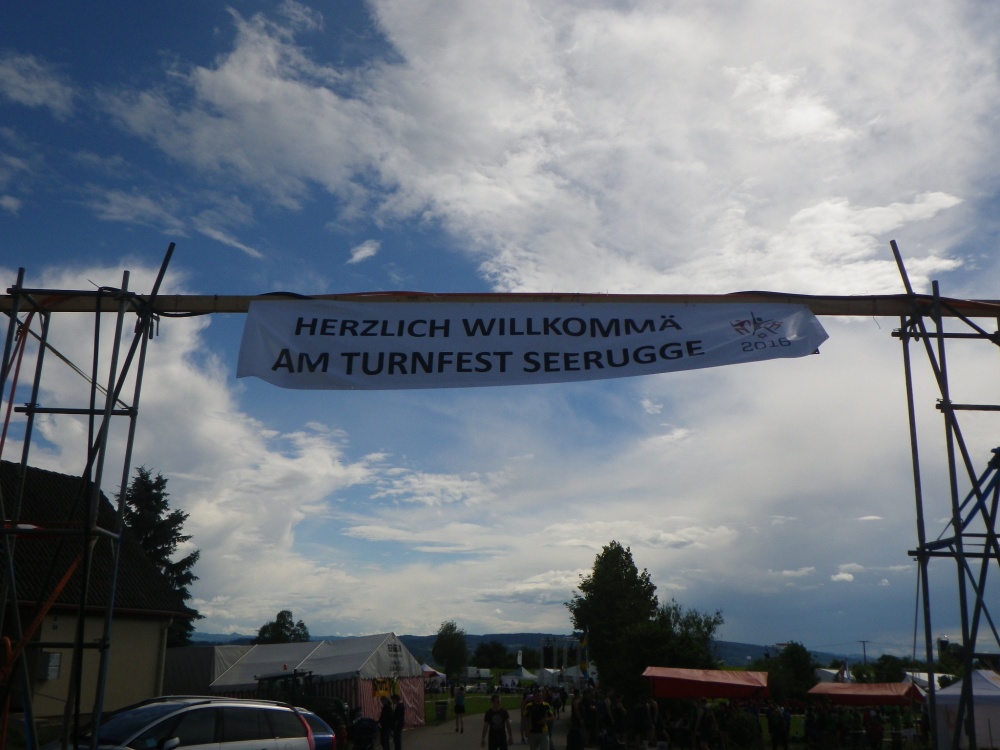 HERZLICH WILLKOMMÄ
AM TURNFEST SEERUGGE
2016